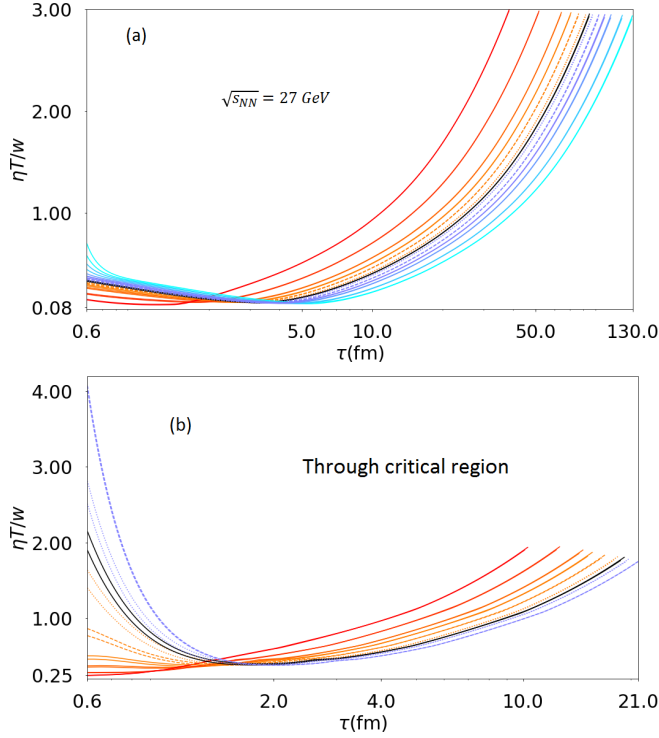 3.00
(a)
√s_NN = 27 GeV
2.00
ηT/w
1.00
0.08
0.6 5.0 10.0 50.0 130.0
τ(fm)
4.00
(b)
Through critical region
3.00
ηT/w
2.00
1.00
0.25
0.6 2.0 4.0 10.0 21.0
τ(fm)